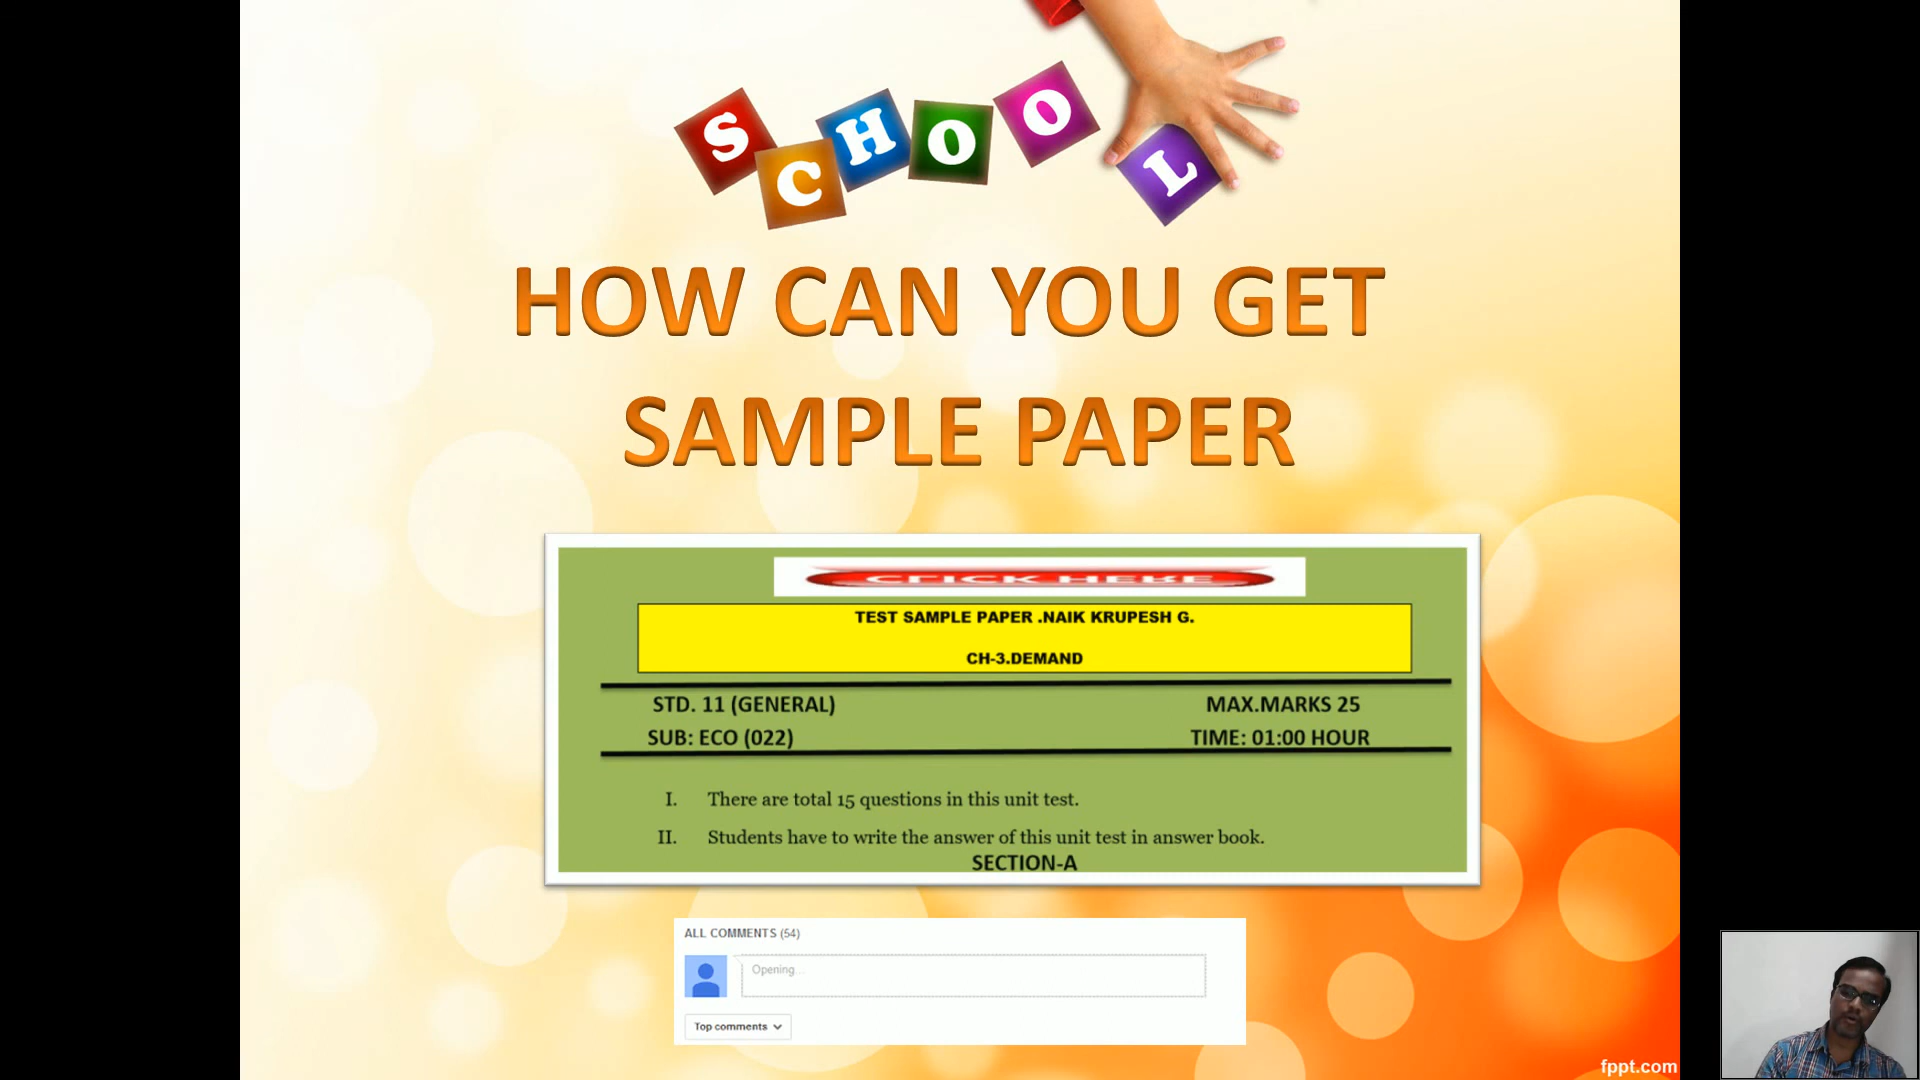 SCHOOL
HOW CAN YOU GET
SAMPLE PAPER
CLICK HERE
TEST SAMPLE PAPER .NAIK KRUPESH G.
CH-3.DEMAND
STD. 11 (GENERAL) MAX.MARKS 25
SUB: ECO (022) TIME: 01:00 HOUR
I. There are total 15 questions in this unit test.
II. Students have to write the answer of this unit test in answer book.
SECTION-A
ALL COMMENTS (54)
Opening...
Top comments
fppt.com